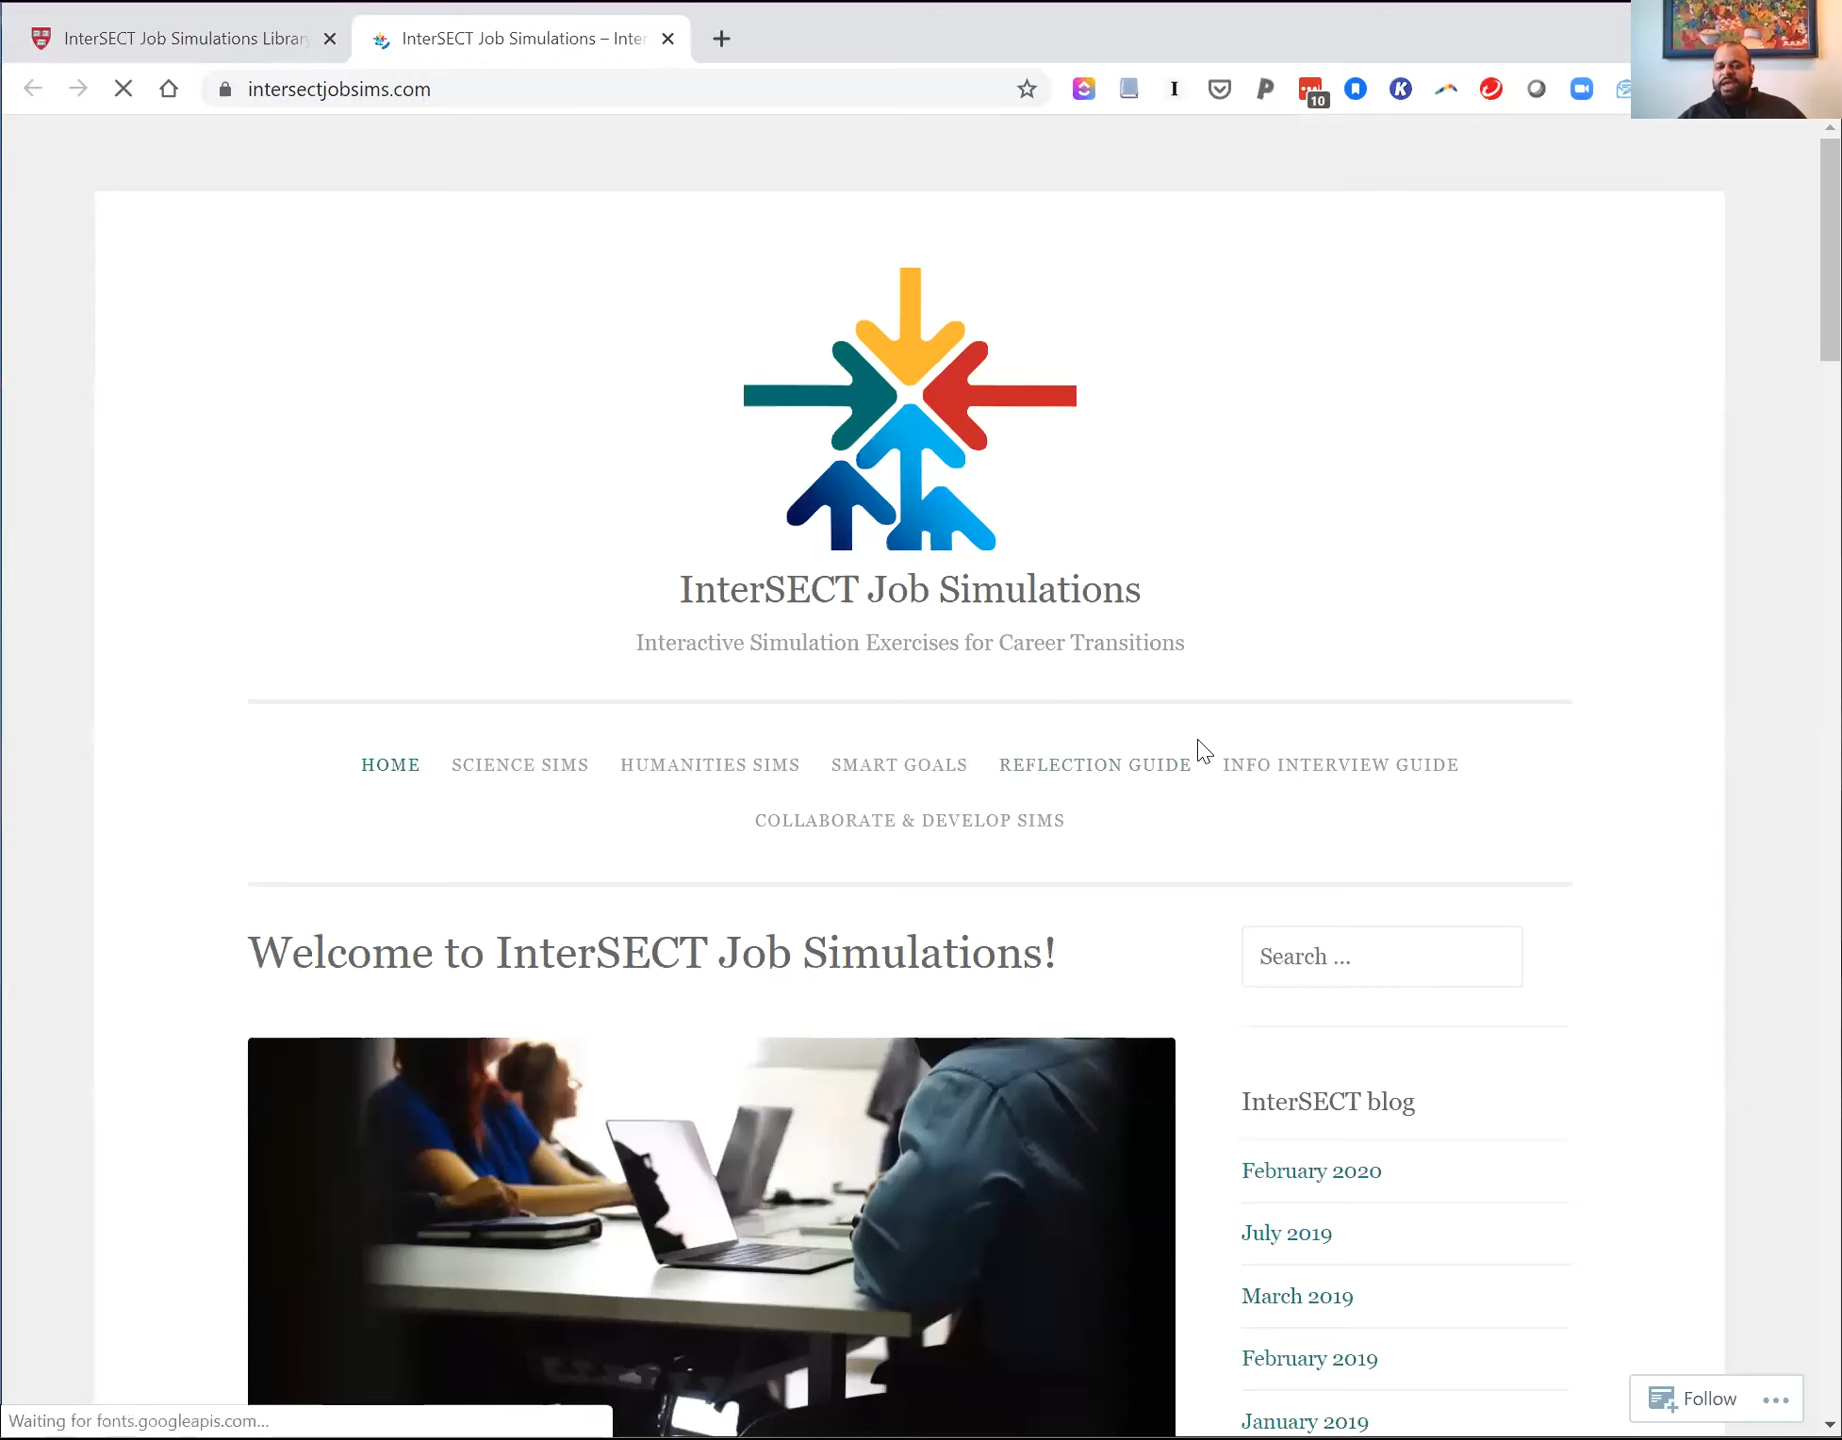 InterSECT Job Simulations Library
InterSECT Job Simulations – Inter
intersectjobsims.com
10
InterSECT Job Simulations
Interactive Simulation Exercises for Career Transitions
HOME SCIENCE SIMS HUMANITIES SIMS SMART GOALS REFLECTION GUIDE INFO INTERVIEW GUIDE
COLLABORATE & DEVELOP SIMS
Welcome to InterSECT Job Simulations!
Search ...
InterSECT blog
February 2020
July 2019
March 2019
February 2019
January 2019
Follow
Waiting for fonts.googleapis.com...